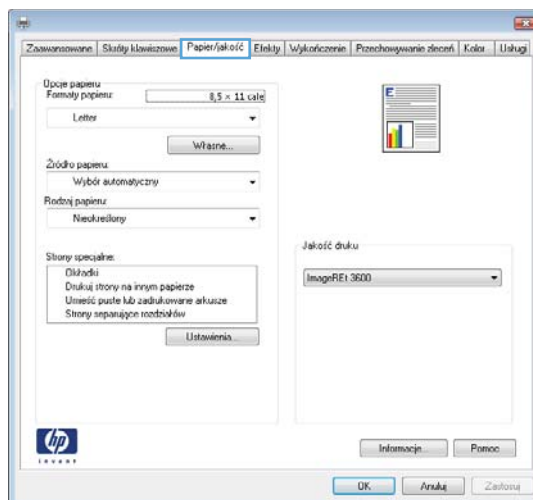 Zaawansowane Skróty klawiszowe Papier/jakość Efekty Wykończenie Przechowywanie zleceń Kolor Usługi
Opcje papieru
Formaty papieru: 8,5 × 11 cale
Letter
Własne...
Źródło papieru:
Wybór automatyczny
Rodzaj papieru:
Nieokreślony
Strony specjalne:
Okładki
Drukuj strony na innym papierze
Umieść puste lub zadrukowane arkusze
Strony separujące rozdziałów
Ustawienia...
E
Jakość druku
ImageREt 3600
hp
invent
Informacje... Pomoc
OK Anuluj Zastosuj